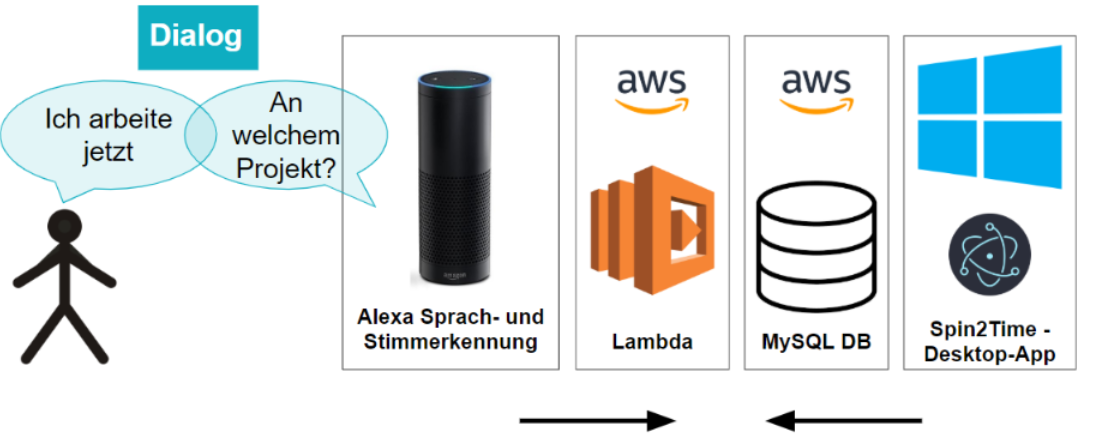 Dialog
Ich arbeite
jetzt
An
welchem
Projekt?
amazon
Alexa Sprach- und
Stimmerkennung
aws
Lambda
aws
MySQL DB
Spin2Time -
Desktop-App